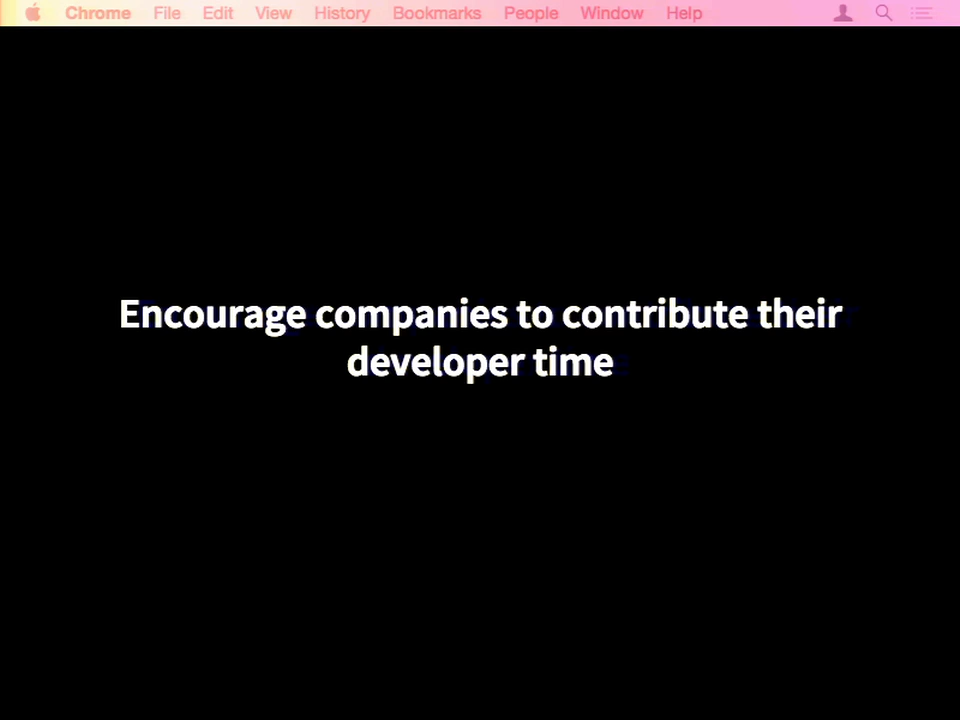 Chrome File Edit View History Bookmarks People Window Help
Encourage companies to contribute their
developer time